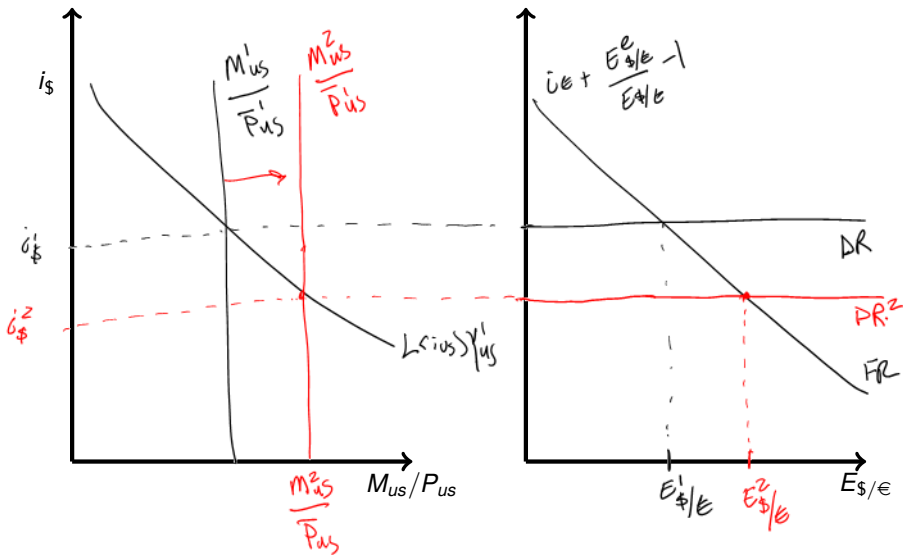 i$
M¹us
P̅¹us
M²us
P̅¹us
i¹$
i²$
L(ius)Y¹us
Mus/Pus
M²us
P̅us
i€ + E^e$/€ - 1
E$/€
DR
DR²
FR
E¹$/€
E²$/€
E$/€